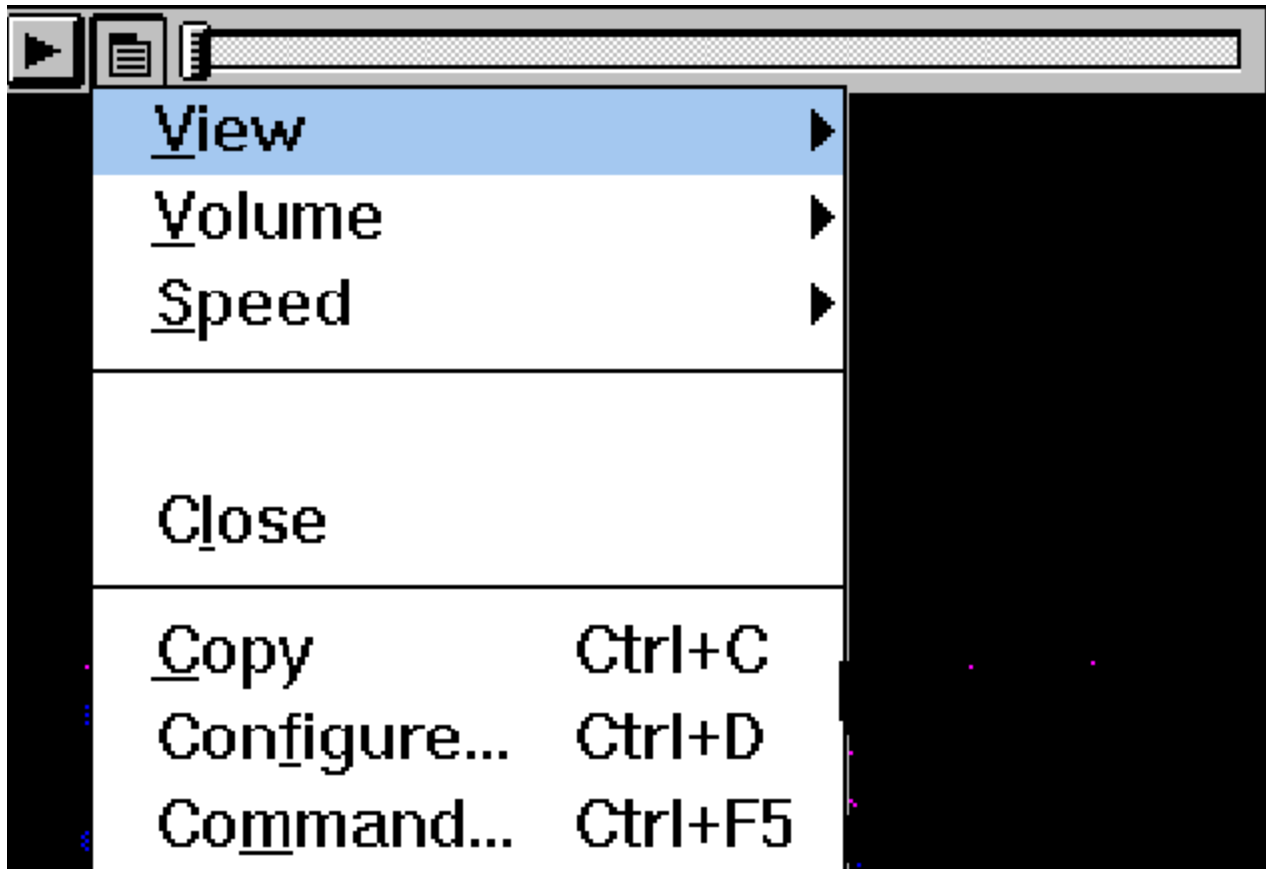 View
Volume
Speed
Close
Copy Ctrl+C
Configure... Ctrl+D
Command... Ctrl+F5